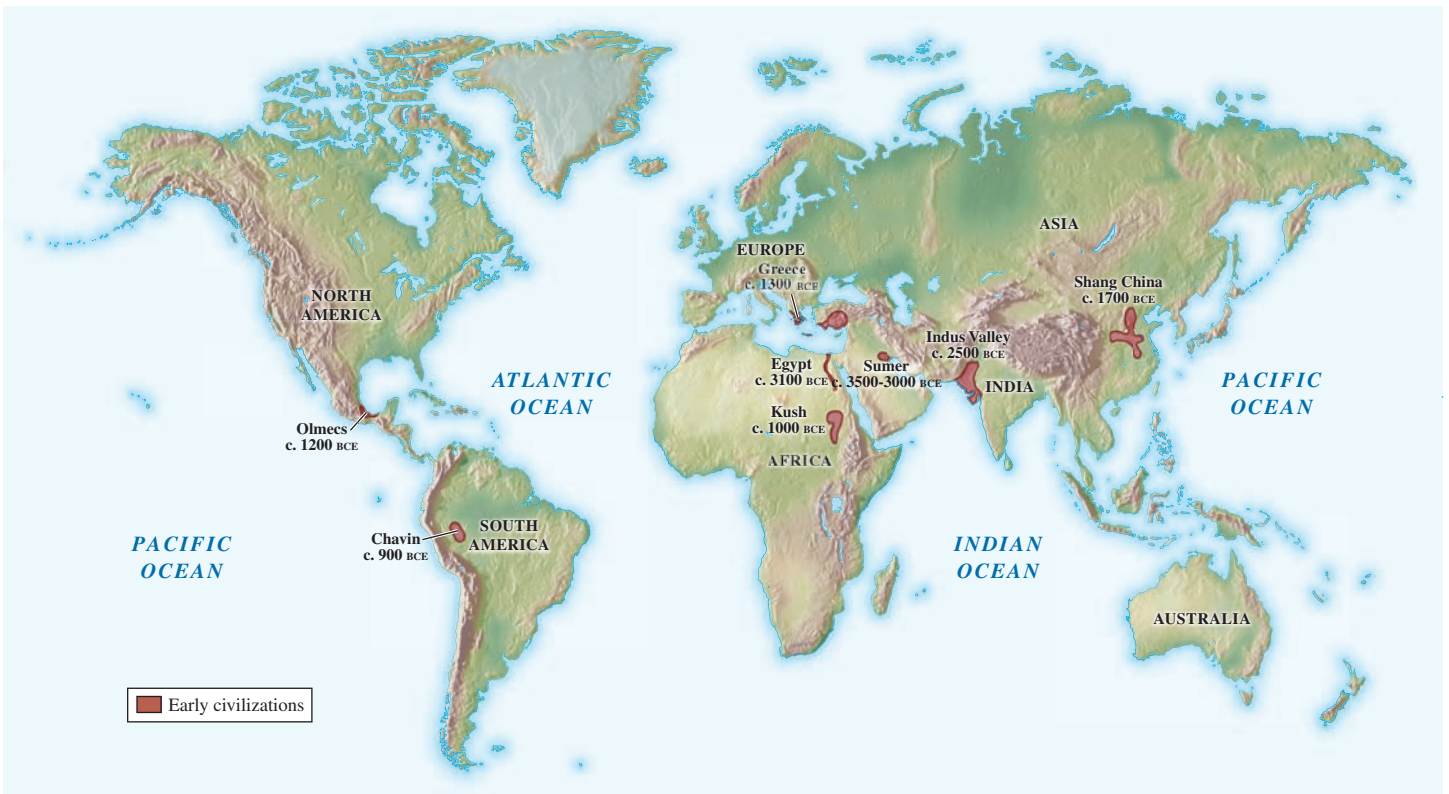 ASIA
EUROPE
Greece
c. 1300 BCE
Shang China
c. 1700 BCE
NORTH
AMERICA
Indus Valley
c. 2500 BCE
Egypt
c. 3100 BCE
Sumer
c. 3500-3000 BCE
INDIA
ATLANTIC
OCEAN
PACIFIC
OCEAN
Kush
c. 1000 BCE
Olmecs
c. 1200 BCE
AFRICA
Chavin
c. 900 BCE
SOUTH
AMERICA
PACIFIC
OCEAN
INDIAN
OCEAN
AUSTRALIA
Early civilizations